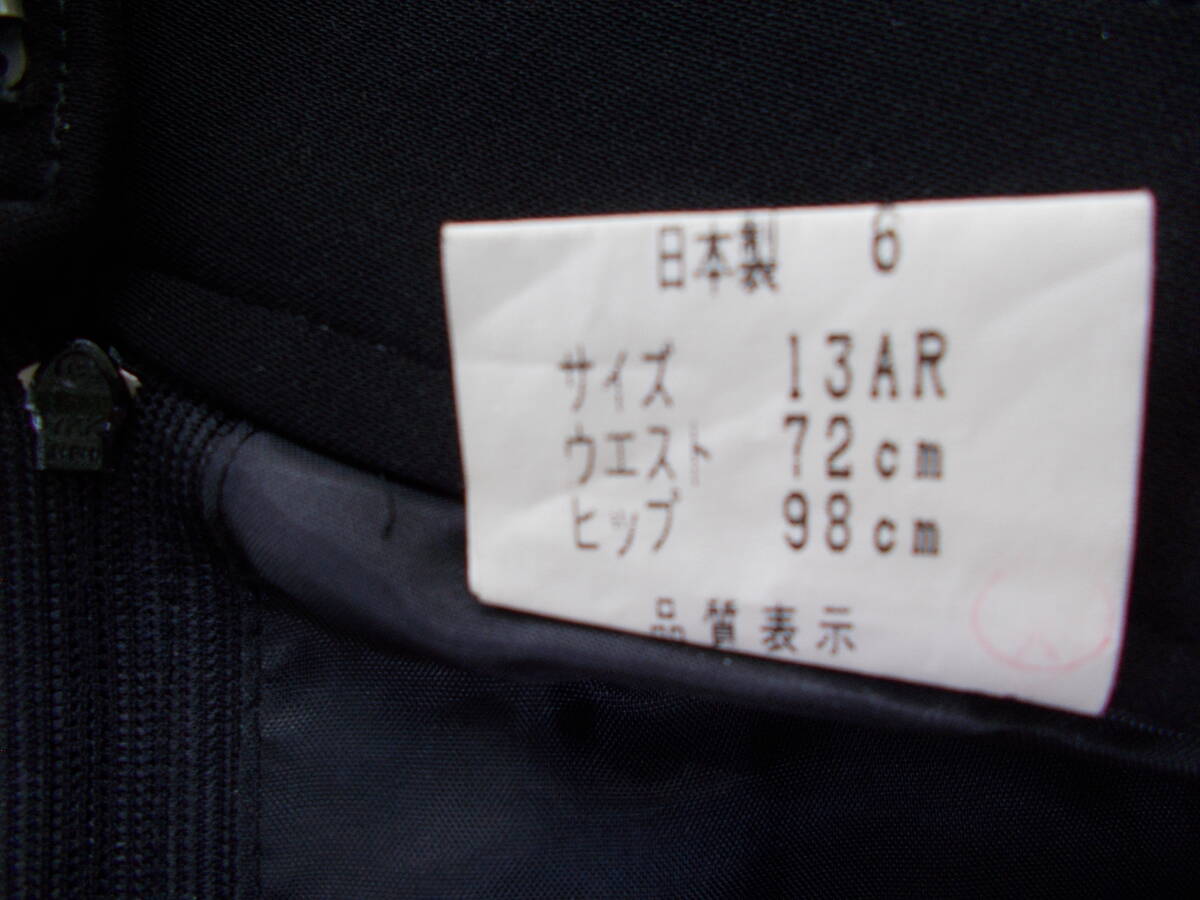 日本製 6
サイズ 13AR
ウエスト 72cm
ヒップ 98cm
品質表示